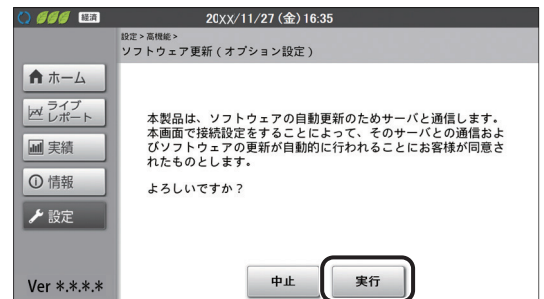 経済
20XX/11/27 (金) 16:35
設定 > 高機能 >
ソフトウェア更新 ( オプション設定 )
ホーム
ライブ
レポート
実績
情報
設定
本製品は、ソフトウェアの自動更新のためサーバと通信します。
本画面で接続設定をすることによって、そのサーバとの通信およ
びソフトウェアの更新が自動的に行われることにお客様が同意さ
れたものとします。
よろしいですか？
中止
実行
Ver *.*.*.*